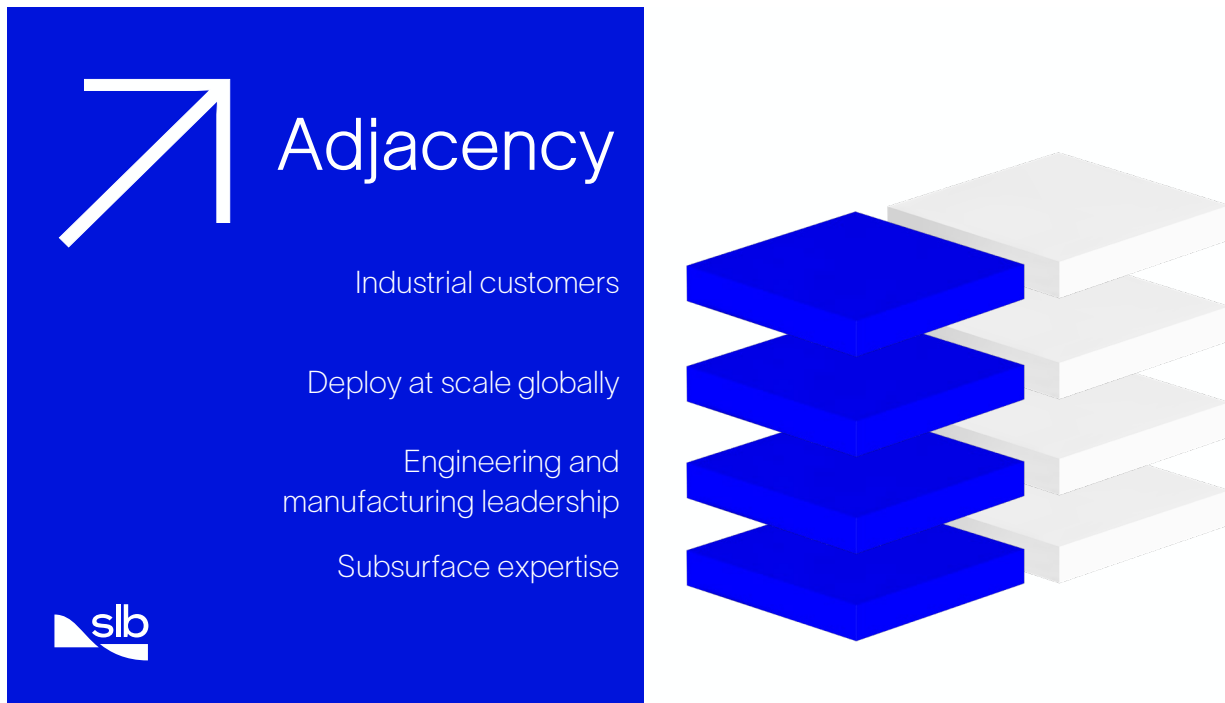 Adjacency
Industrial customers
Deploy at scale globally
Engineering and
manufacturing leadership
Subsurface expertise
slb